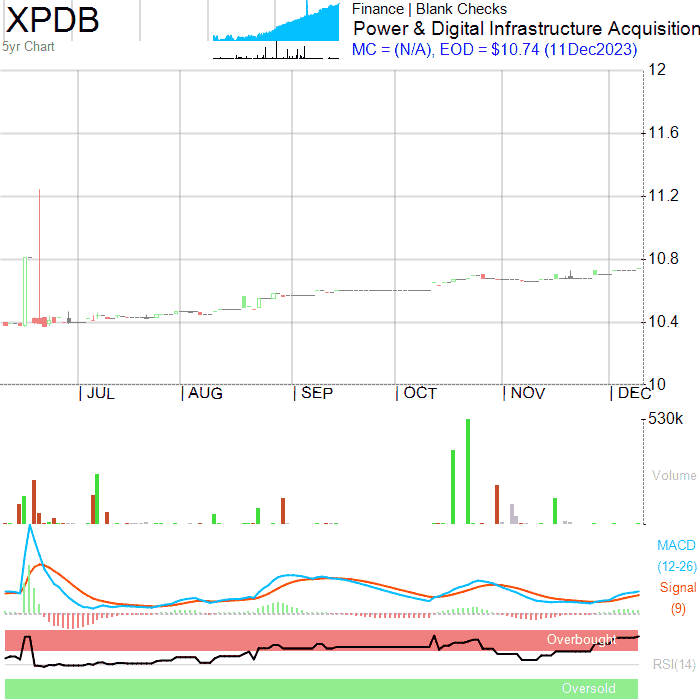 XPDB
5yr Chart
Finance | Blank Checks
Power & Digital Infrastructure Acquisition
MC = (N/A), EOD = $10.74 (11Dec2023)
12
11.6
11.2
10.8
10.4
10
| JUL | AUG | SEP | OCT | NOV | DEC
530k
Volume
MACD
(12-26)
Signal
(9)
Overbought
RSI(14)
Oversold